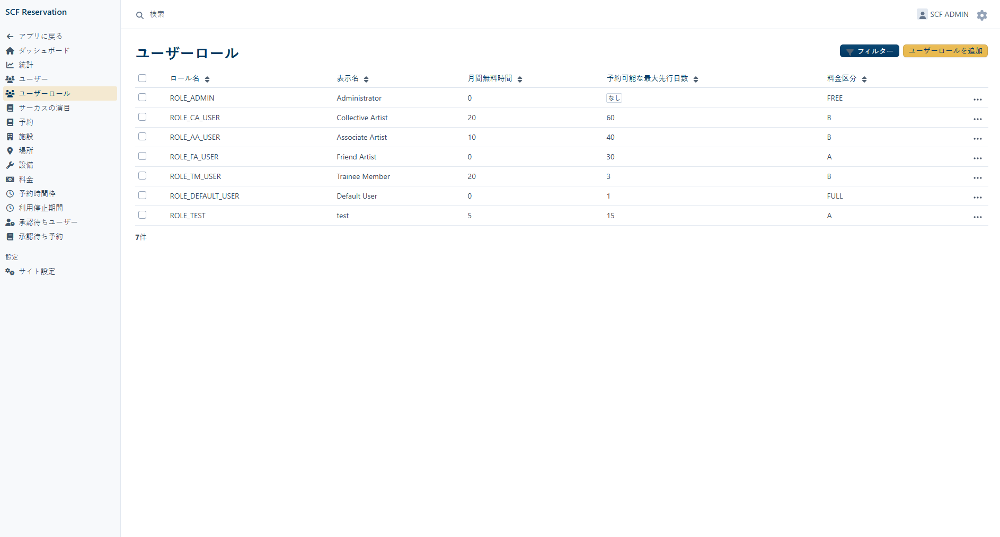 SCF Reservation
アプリに戻る
ダッシュボード
統計
ユーザー
ユーザーロール
サーカスの演目
予約
施設
場所
設備
料金
予約時間枠
利用停止期間
承認待ちユーザー
承認待ち予約
設定
サイト設定
検索
SCF ADMIN
ユーザーロール
フィルター ユーザーロールを追加
ロール名 表示名 月間無料時間 予約可能な最大先行日数 料金区分
ROLE_ADMIN Administrator 0 なし FREE
ROLE_CA_USER Collective Artist 20 60 B
ROLE_AA_USER Associate Artist 10 40 B
ROLE_FA_USER Friend Artist 0 30 A
ROLE_TM_USER Trainee Member 20 3 B
ROLE_DEFAULT_USER Default User 0 1 FULL
ROLE_TEST test 5 15 A
7件